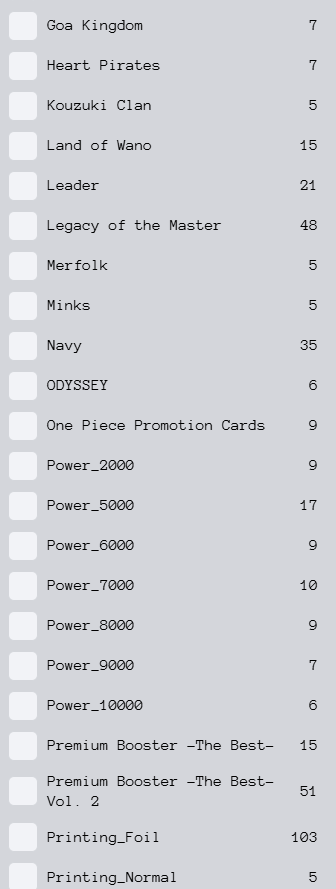 Goa Kingdom 7
Heart Pirates 7
Kouzuki Clan 5
Land of Wano 15
Leader 21
Legacy of the Master 48
Merfolk 5
Minks 5
Navy 35
ODYSSEY 6
One Piece Promotion Cards 9
Power_2000 9
Power_5000 17
Power_6000 9
Power_7000 10
Power_8000 9
Power_9000 7
Power_10000 6
Premium Booster -The Best- 15
Premium Booster -The Best-
Vol. 2 51
Printing_Foil 103
Printing_Normal 5